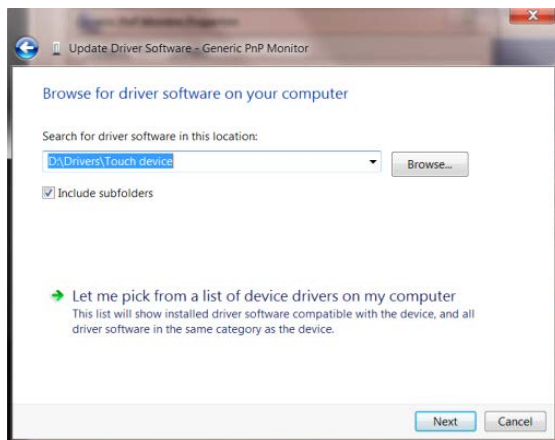 Update Driver Software - Generic PnP Monitor
Browse for driver software on your computer
Search for driver software in this location:
D:\Drivers\Touch device
Browse...
Include subfolders
Let me pick from a list of device drivers on my computer
This list will show installed driver software compatible with the device, and all
driver software in the same category as the device.
Next
Cancel